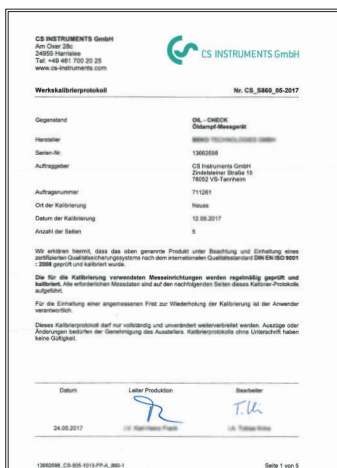 CS INSTRUMENTS GmbH
Am Oxer 28c
24955 Harrislee
Tel: +49 461 700 20 25
www.cs-instruments.com
CS INSTRUMENTS GmbH
Werkskalibrierprotokoll Nr. CS_S860_05-2017
Gegenstand OIL - CHECK
Öldampf-Messgerät
Hersteller
Serien-Nr. 13662698
Auftraggeber CS Instruments GmbH
Zindelsteiner Straße 15
78052 VS-Tannheim
Auftragsnummer 711261
Ort der Kalibrierung Neuss
Datum der Kalibrierung 12.05.2017
Anzahl der Seiten 5
Wir erklären hiermit, dass das oben genannte Produkt unter Beachtung und Einhaltung eines
zertifizierten Qualitätssicherungssystems nach dem internationalen Qualitätsstandard DIN EN ISO 9001
: 2008 geprüft und kalibriert wurde.
Die für die Kalibrierung verwendeten Messeinrichtungen werden regelmäßig geprüft und
kalibriert. Alle erforderlichen Messdaten sind auf den nachfolgenden Seiten dieses Kalibrier-Protokolls
aufgeführt.
Für die Einhaltung einer angemessenen Frist zur Wiederholung der Kalibrierung ist der Anwender
verantwortlich.
Dieses Kalibrierprotokoll darf nur vollständig und unverändert weiterverbreitet werden. Auszüge oder
Änderungen bedürfen der Genehmigung des Ausstellers. Kalibrierprotokolle ohne Unterschrift haben
keine Gültigkeit.
Datum Leiter Produktion Bearbeiter
24.05.2017
13662698_CS-505-1013-FP-A_860-1 Seite 1 von 5